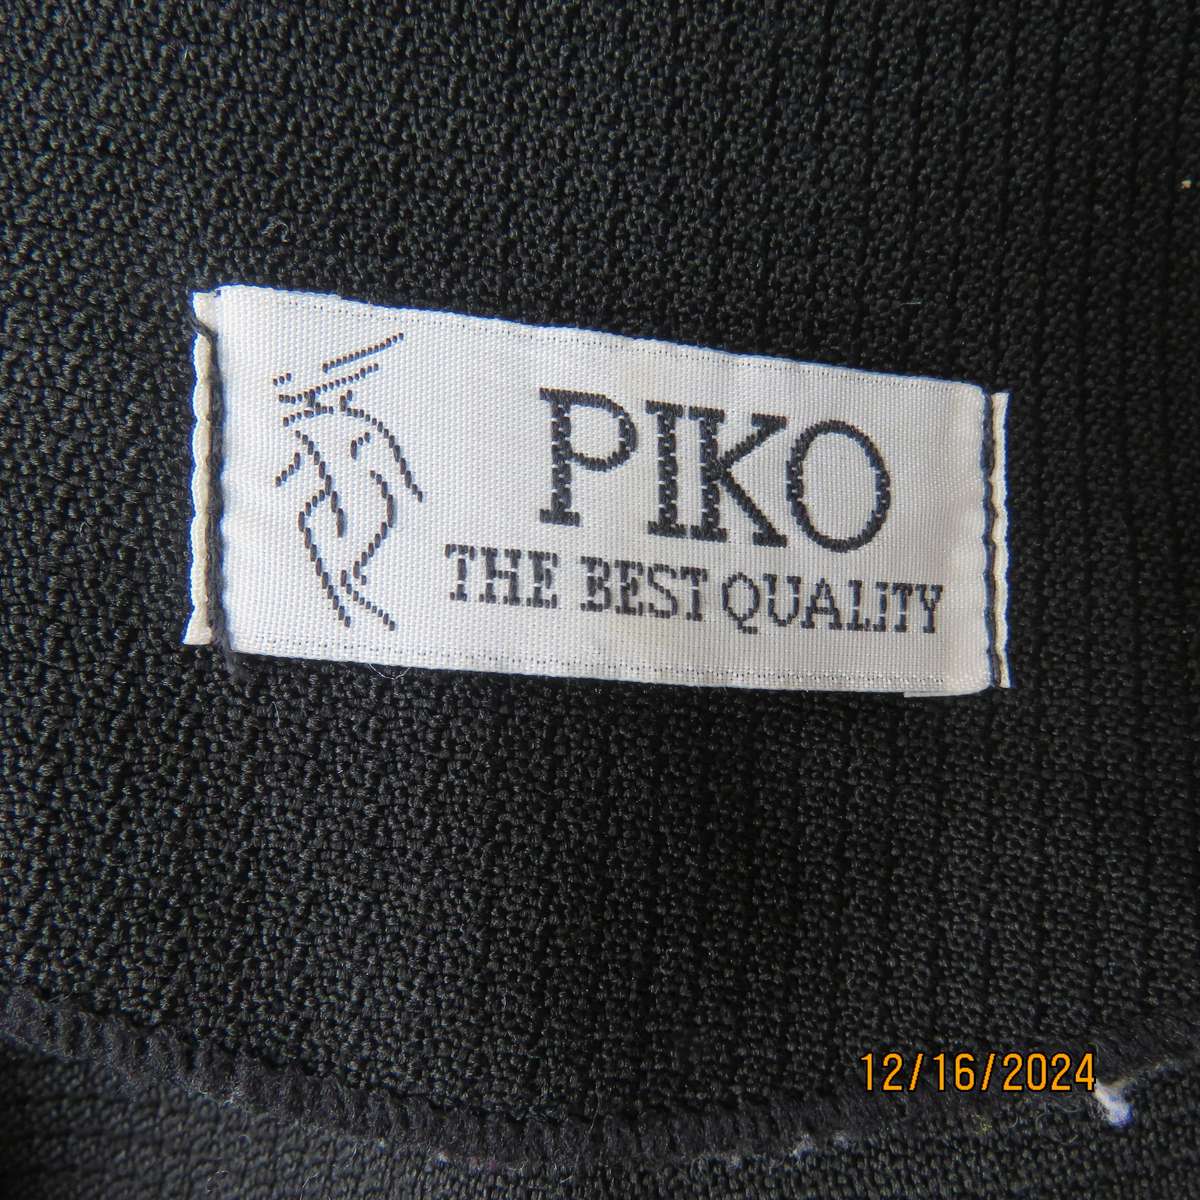 PIKO
THE BEST QUALITY
12/16/2024